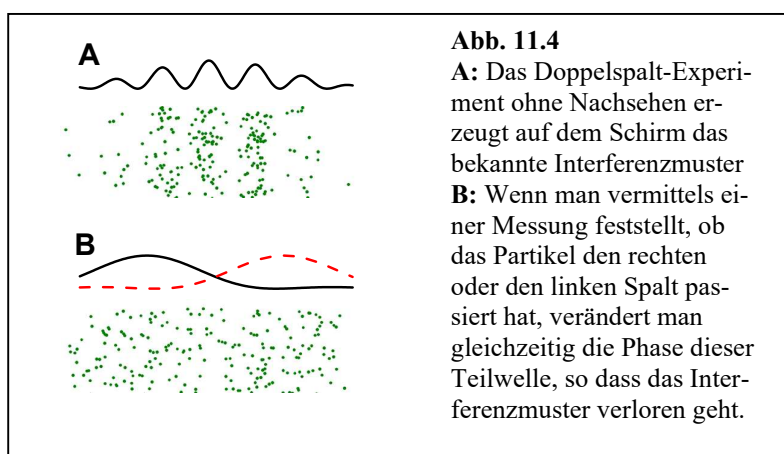 A
B
Abb. 11.4
A: Das Doppelspalt-Experi-
ment ohne Nachsehen er-
zeugt auf dem Schirm das
bekannte Interferenzmuster
B: Wenn man vermittels ei-
ner Messung feststellt, ob
das Partikel den rechten
oder den linken Spalt pas-
siert hat, verändert man
gleichzeitig die Phase dieser
Teilwelle, so dass das Inter-
ferenzmuster verloren geht.